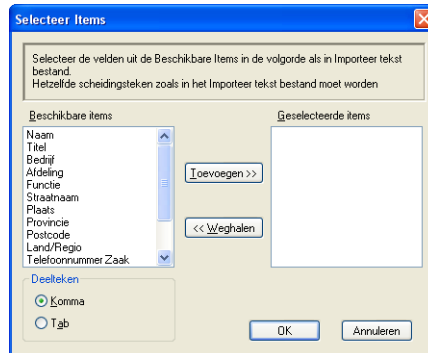 Selecteer Items
Selecteer de velden uit de Beschikbare Items in de volgorde als in Importeer tekst
bestand.
Hetzelfde scheidingsteken zoals in het Importeer tekst bestand moet worden
Beschikbare items
Geselecteerde items
Naam
Titel
Bedrijf
Afdeling
Functie
Straatnaam
Plaats
Provincie
Postcode
Land/Regio
Telefoonnummer Zaak
Toevoegen >>
<< Weghalen
Deelteken
Komma
Tab
OK
Annuleren